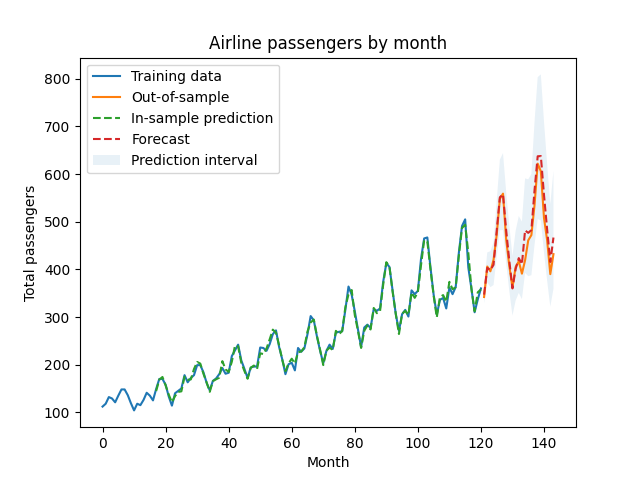 Airline passengers by month
Training data
Out-of-sample
In-sample prediction
Forecast
Prediction interval
Total passengers
800
700
600
500
400
300
200
100
0 20 40 60 80 100 120 140
Month